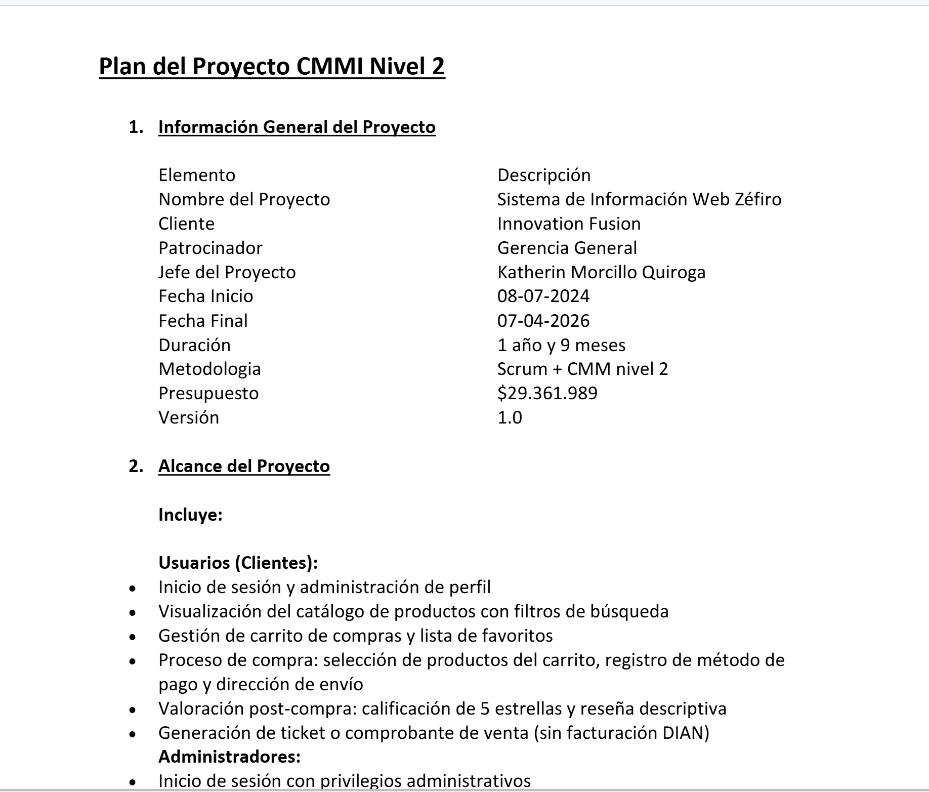 Plan del Proyecto CMMI Nivel 2
1. Información General del Proyecto
Elemento Descripción
Nombre del Proyecto Sistema de Información Web Zéfiro
Cliente Innovation Fusion
Patrocinador Gerencia General
Jefe del Proyecto Katherin Morcillo Quiroga
Fecha Inicio 08-07-2024
Fecha Final 07-04-2026
Duración 1 año y 9 meses
Metodologia Scrum + CMM nivel 2
Presupuesto $29.361.989
Versión 1.0
2. Alcance del Proyecto
Incluye:
Usuarios (Clientes):
• Inicio de sesión y administración de perfil
• Visualización del catálogo de productos con filtros de búsqueda
• Gestión de carrito de compras y lista de favoritos
• Proceso de compra: selección de productos del carrito, registro de método de
pago y dirección de envío
• Valoración post-compra: calificación de 5 estrellas y reseña descriptiva
• Generación de ticket o comprobante de venta (sin facturación DIAN)
Administradores:
• Inicio de sesión con privilegios administrativos